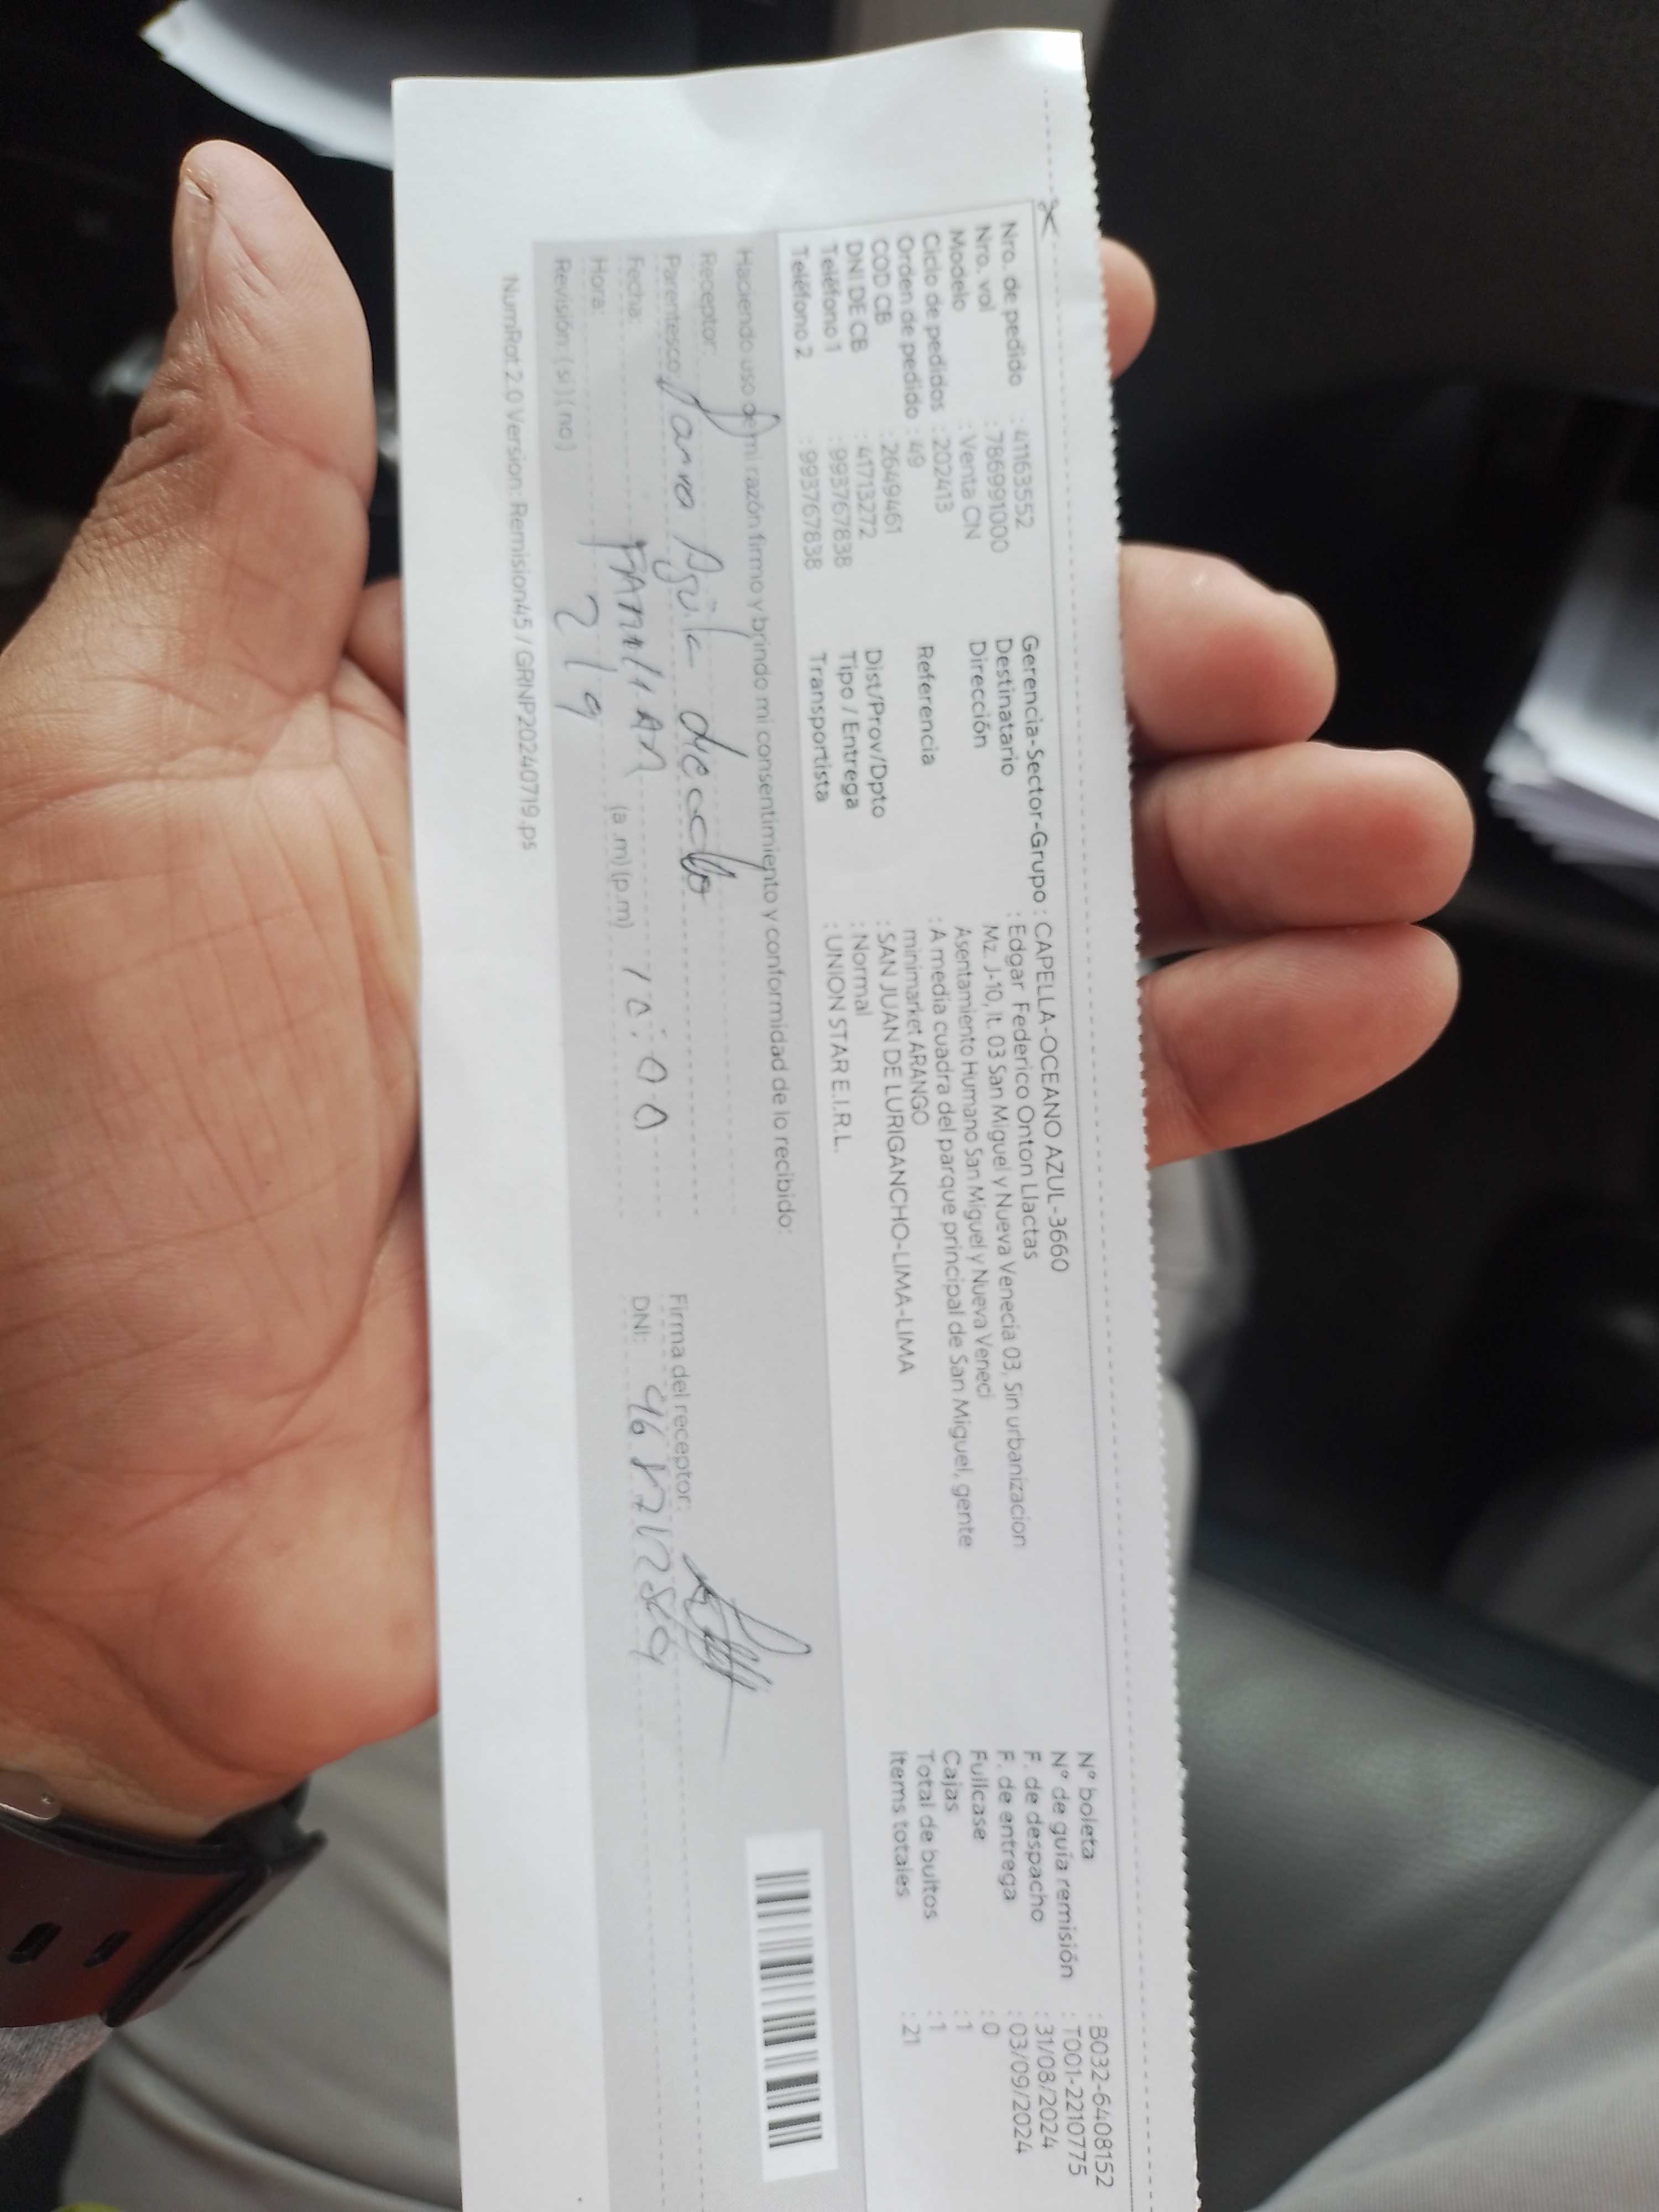 Nro. de pedido : 41163552
Nro. vol : 786991000
Modelo : Venta CN
Ciclo de pedidos : 202413
Orden de pedido : 49
COD CB : 2649461
DNI DE CB : 41713272
Teléfono 1 : 993767838
Teléfono 2 : 993767838
Gerencia-Sector-Grupo : CAPELLA-OCEANO AZUL-3660
Destinatario : Edgar Federico Onton Llactas
Dirección Mz. J-10, lt. 03 San Miguel y Nueva Venecia 03, Sin urbanizacion
Asentamiento Humano San Miguel y Nueva Veneci
Referencia : A media cuadra del parque principal de San Miguel, gente
minimarket ARANGO
Dist/Prov/Dpto : SAN JUAN DE LURIGANCHO-LIMA-LIMA
Tipo / Entrega : Normal
Transportista : UNION STAR E.I.R.L.
N° boleta : B032-6408152
N° de guía remisión : T001-2210775
F. de despacho : 31/08/2024
F. de entrega : 03/09/2024
Fullcase : 0
Cajas : 1
Total de bultos : 1
Items totales : 21
Haciendo uso de mi razón firmo y brindo mi consentimiento y conformidad de lo recibido:
Receptor:
Parentesco:
Fecha: FAMILIAR
Hora: (a.m) (p.m)
Revisión: (si) (no) 219
Firma del receptor:
DNI:
NumRot 2.0 Version: Remision45 / GRNP20240719.ps